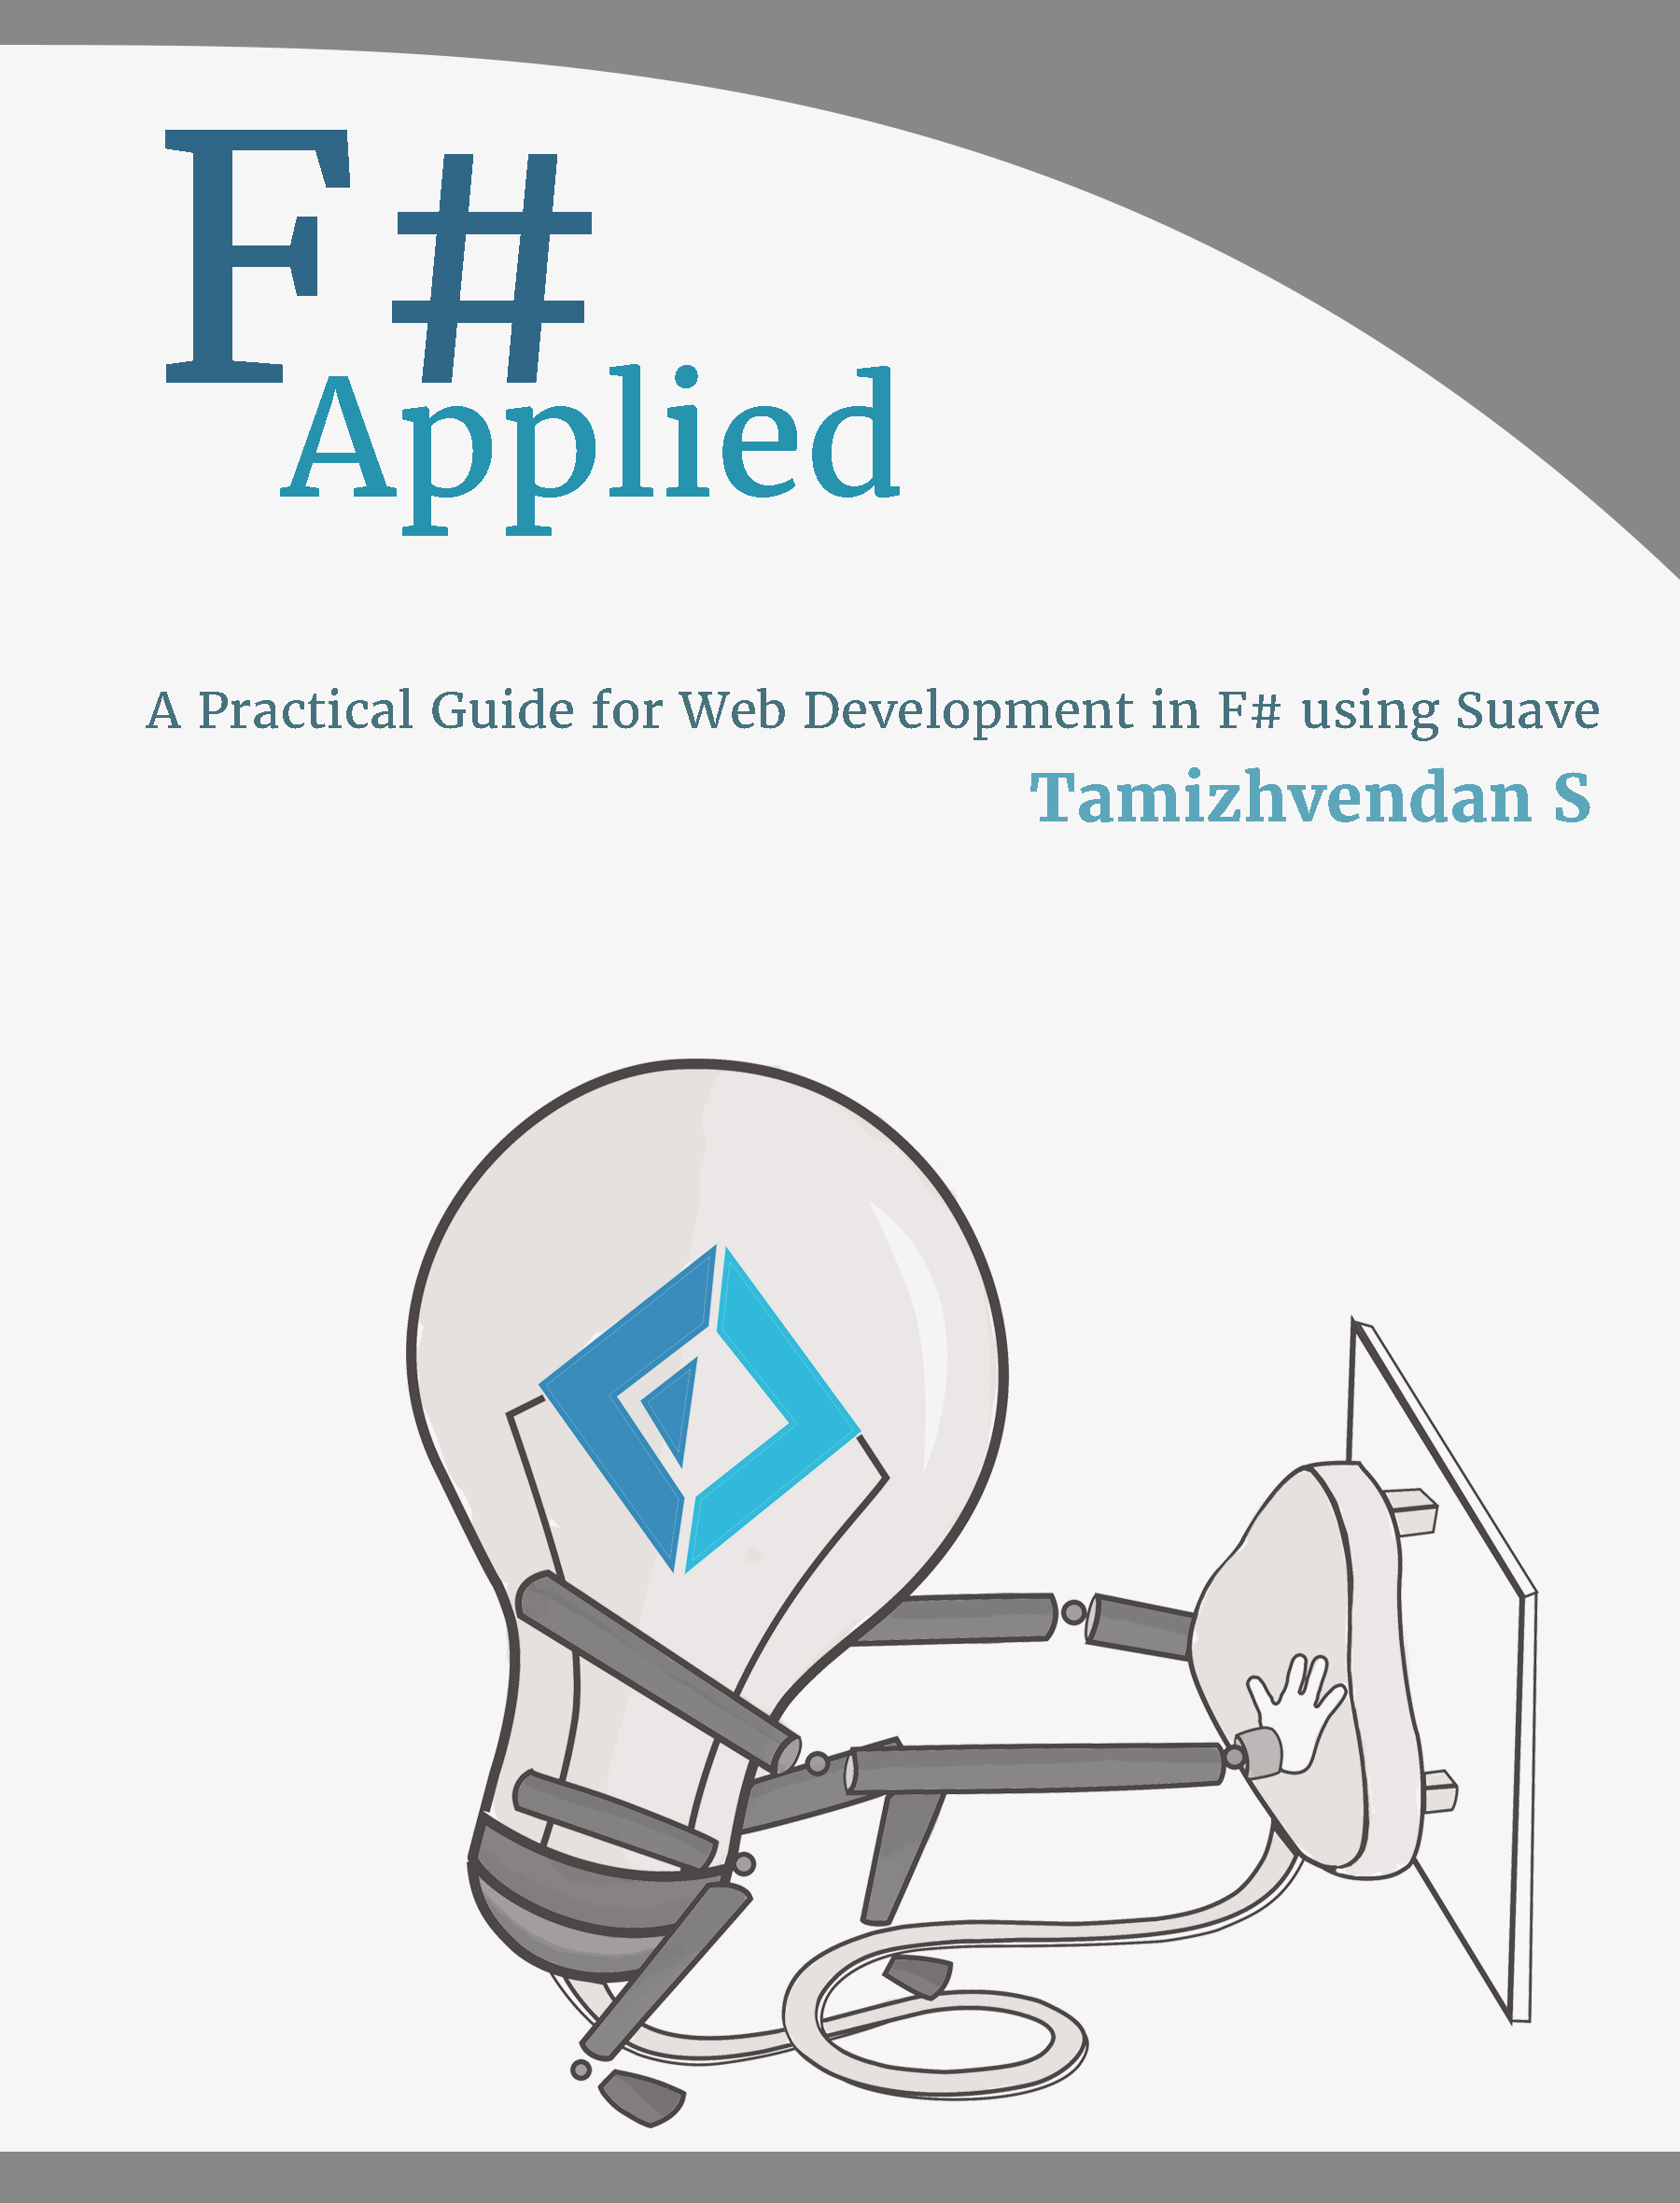 F#
Applied
A Practical Guide for Web Development in F# using Suave
Tamizhvendan S